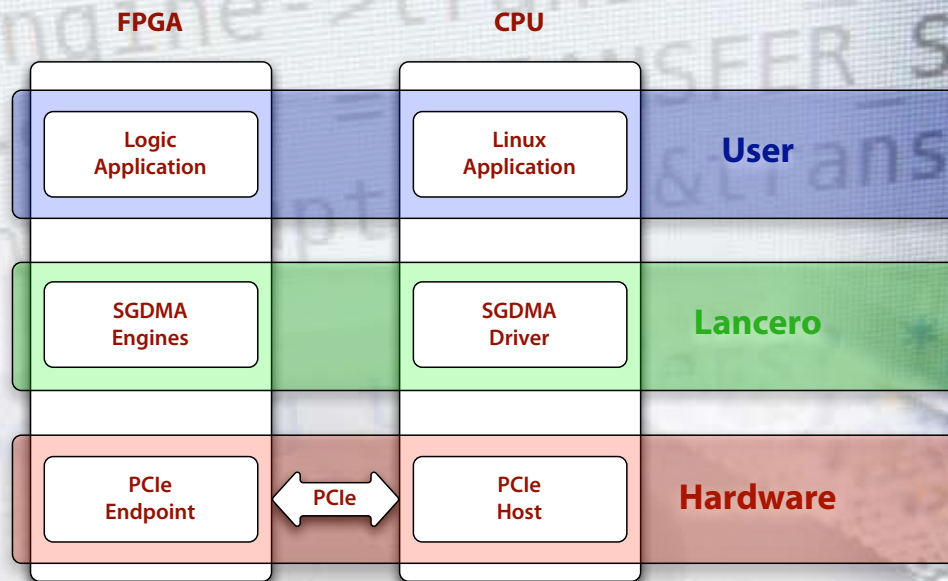 FPGA
CPU
Logic
Application
Linux
Application
User
SGDMA
Engines
SGDMA
Driver
Lancero
PCIe
Endpoint
PCIe
PCIe
Host
Hardware